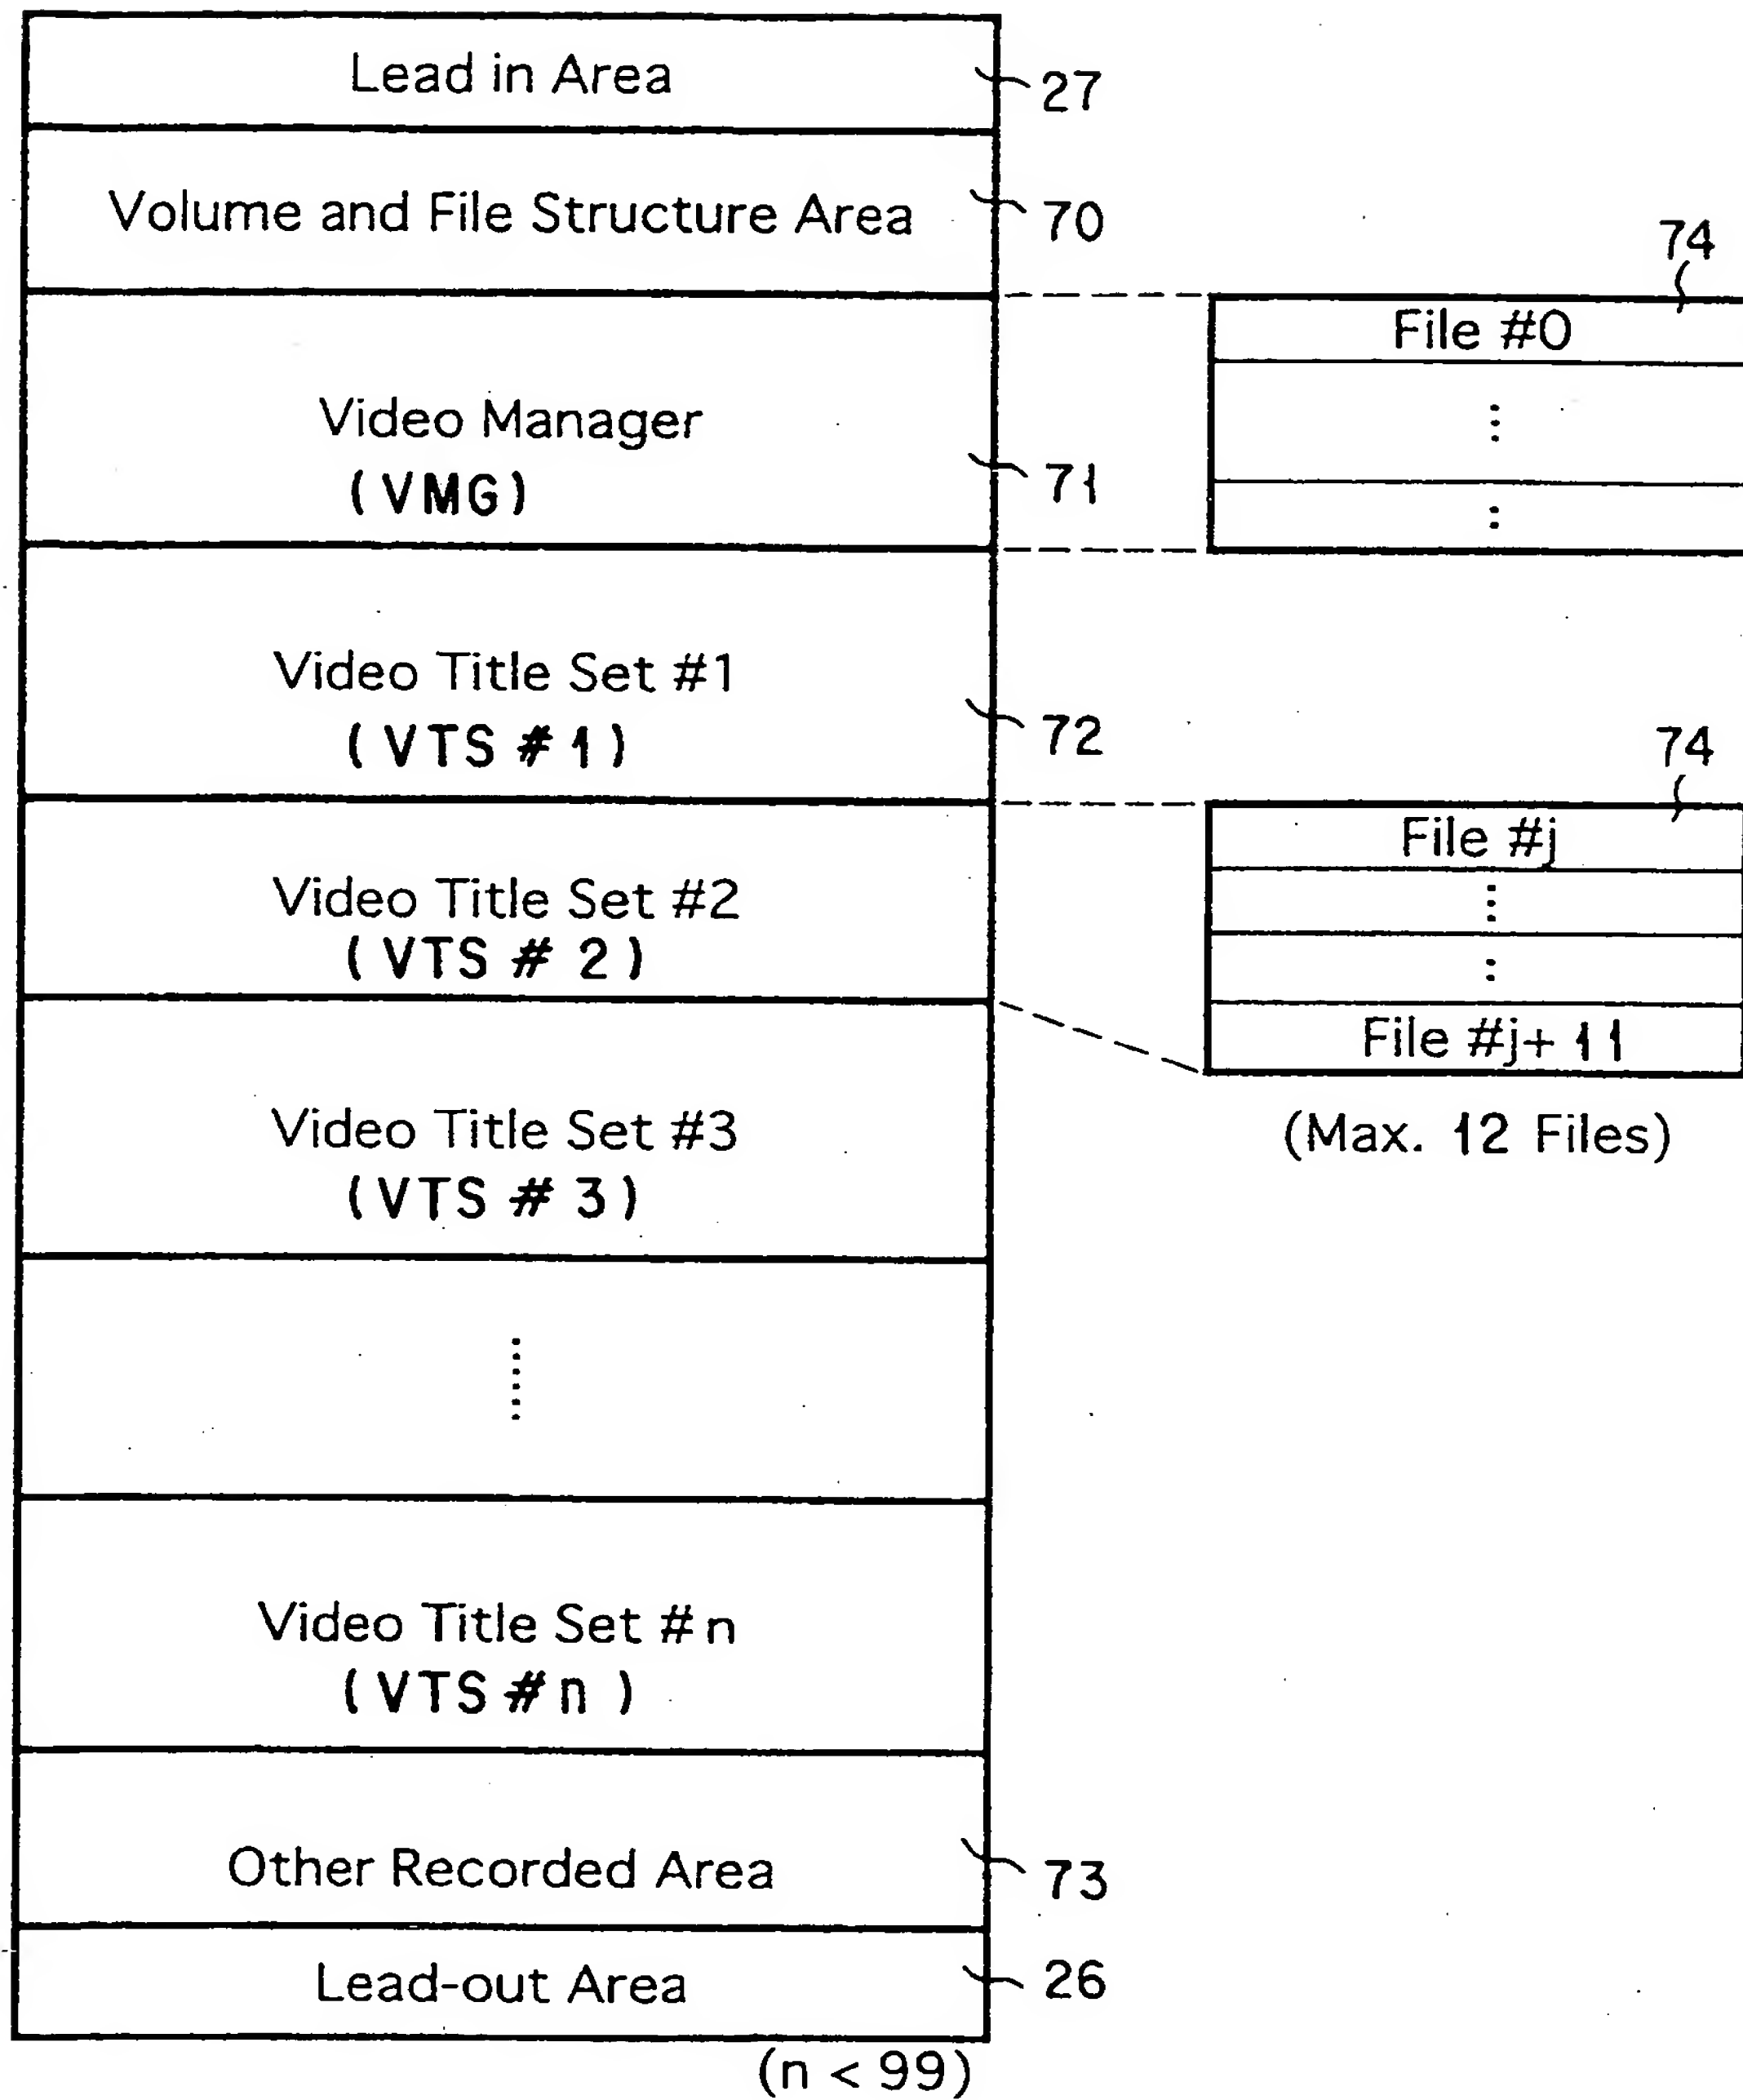 Lead in Area
27
Volume and File Structure Area
70
74
File #0
Video Manager
(VMG)
71
Video Title Set #1
(VTS #1)
72
74
File #j
Video Title Set #2
(VTS #2)
File #j+11
(Max. 12 Files)
Video Title Set #3
(VTS #3)
Video Title Set #n
(VTS #n)
Other Recorded Area
73
Lead-out Area
26
(n < 99)